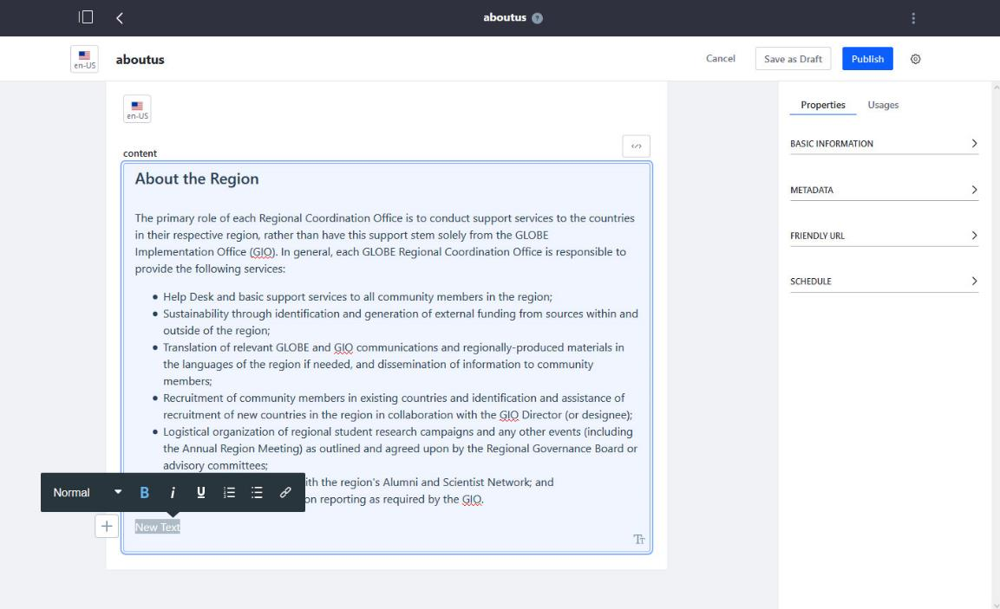 aboutus ?
en-US
aboutus
Cancel
Save as Draft
Publish
en-US
content
</>
About the Region
The primary role of each Regional Coordination Office is to conduct support services to the countries
in their respective region, rather than have this support stem solely from the GLOBE
Implementation Office (GIO). In general, each GLOBE Regional Coordination Office is responsible to
provide the following services:
• Help Desk and basic support services to all community members in the region;
• Sustainability through identification and generation of external funding from sources within and
outside of the region;
• Translation of relevant GLOBE and GIO communications and regionally-produced materials in
the languages of the region if needed, and dissemination of information to community
members;
• Recruitment of community members in existing countries and identification and assistance of
recruitment of new countries in the region in collaboration with the GIO Director (or designee);
• Logistical organization of regional student research campaigns and any other events (including
the Annual Region Meeting) as outlined and agreed upon by the Regional Governance Board or
advisory committees;
ith the region's Alumni and Scientist Network; and
on reporting as required by the GIO.
Normal B i U
New Text
Tт
Properties
Usages
BASIC INFORMATION
METADATA
FRIENDLY URL
SCHEDULE